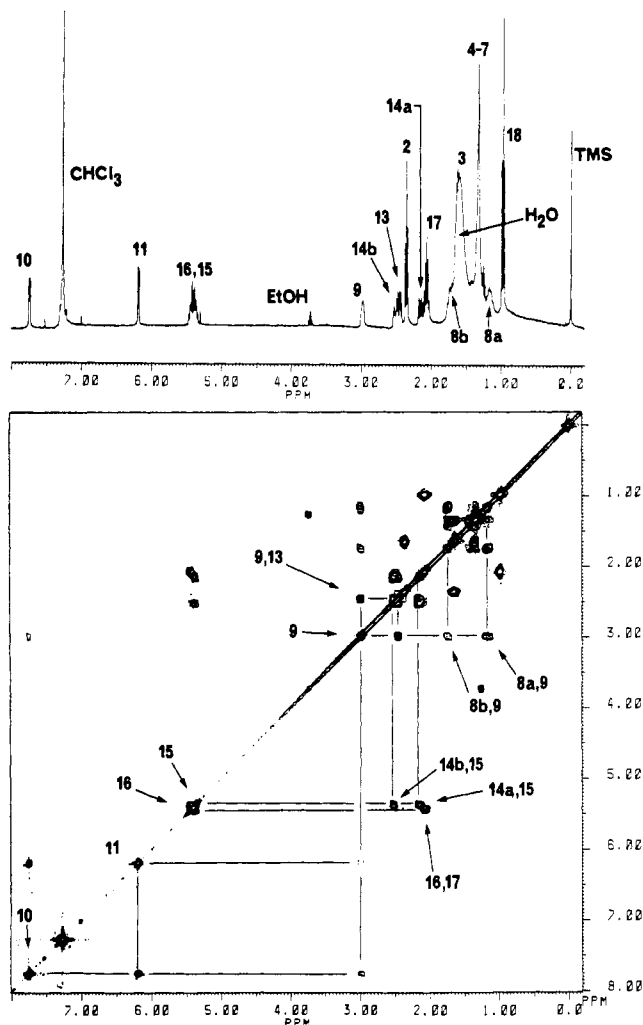 4-7
14a
18
2
3
TMS
CHCl3
H2O
13
17
14b
10
11
16,15
9
EtOH
8b
8a
7.00 6.00 5.00 4.00 3.00 2.00 1.00 0.0
PPM
1.00
9,13
2.00
9
3.00
8a,9
8b,9
4.00
15
14b,15
5.00
16
14a,15
16,17
11
6.00
10
7.00
8.00
7.00 6.00 5.00 4.00 3.00 2.00 1.00 0.0 PPM
PPM